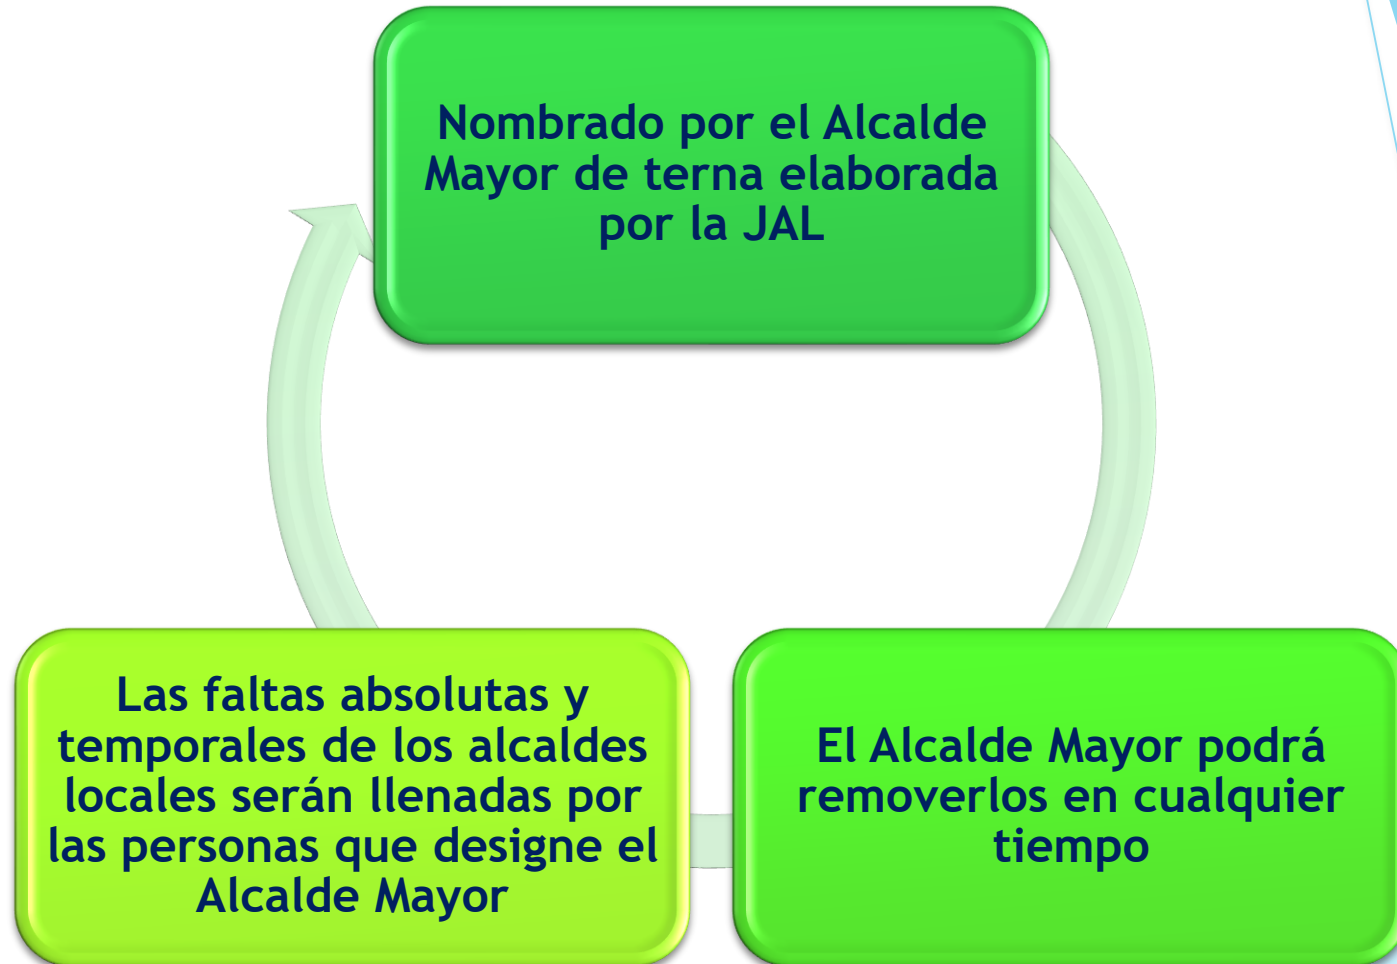 Nombrado por el Alcalde
Mayor de terna elaborada
por la JAL
Las faltas absolutas y
temporales de los alcaldes
locales serán llenadas por
las personas que designe el
Alcalde Mayor
El Alcalde Mayor podrá
removerlos en cualquier
tiempo